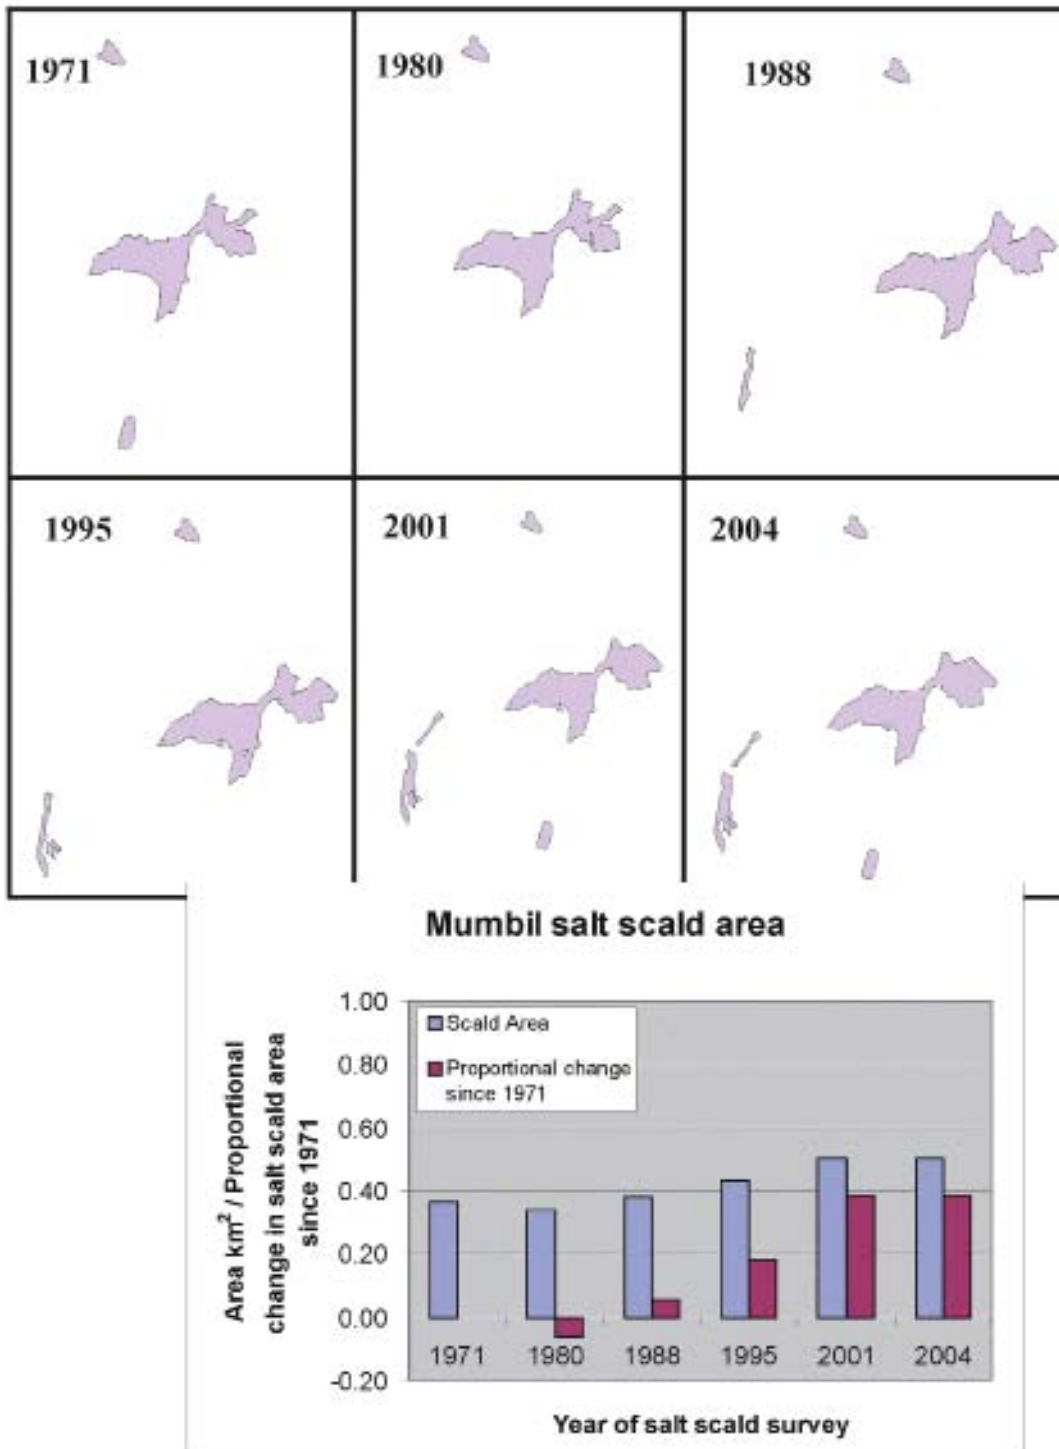 1971
1980
1988
1995
2001
2004
Mumbil salt scald area
Area km² / Proportional
change in salt scald area
since 1971
1.00
0.80
0.60
0.40
0.20
0.00
-0.20
Scald Area
Proportional change
since 1971
1971 1980 1988 1995 2001 2004
Year of salt scald survey